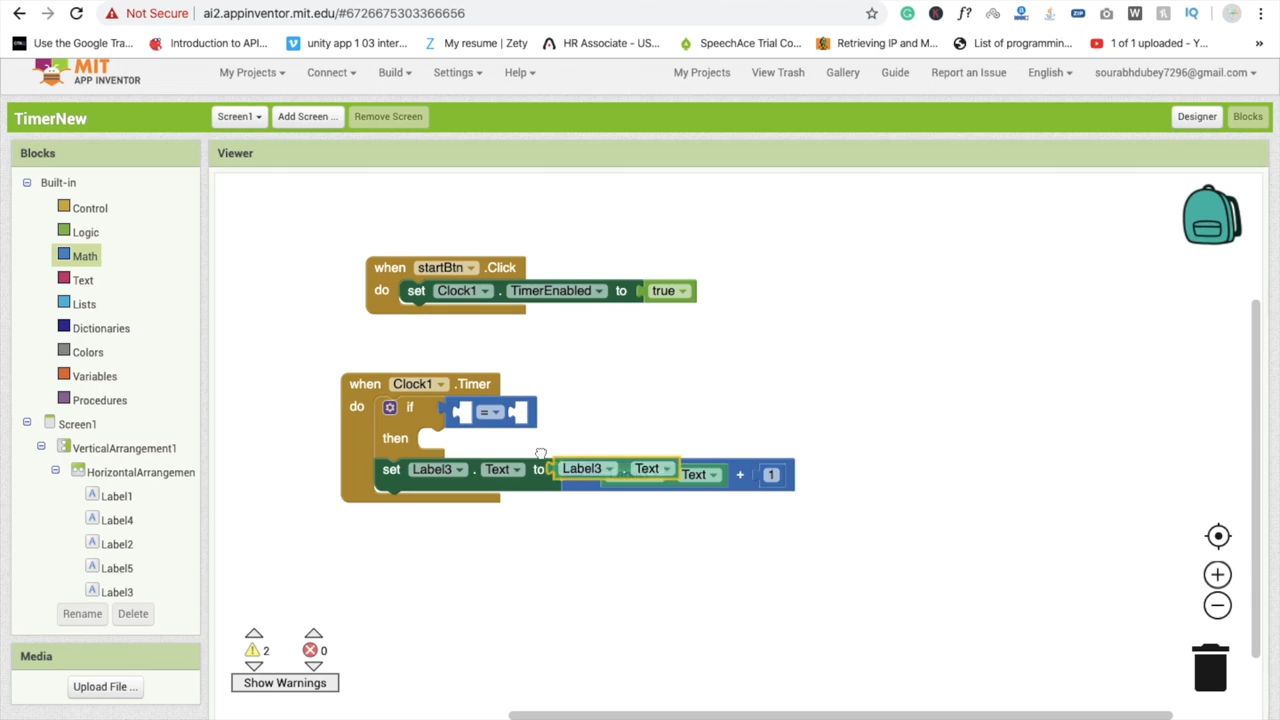 Not Secure ai2.appinventor.mit.edu/#6726675303366656
Use the Google Tra... Introduction to API... unity app 1 03 inter... My resume | Zety HR Associate - US... SpeechAce Trial Co... Retrieving IP and M... List of programmin... 1 of 1 uploaded - Y... »
MIT
APP INVENTOR
My Projects Connect Build Settings Help My Projects View Trash Gallery Guide Report an Issue English sourabhdubey7296@gmail.com
TimerNew Screen1 Add Screen ... Remove Screen Designer Blocks
Blocks Viewer
Built-in
Control
Logic
Math
Text
Lists
Dictionaries
Colors
Variables
Procedures
Screen1
VerticalArrangement1
HorizontalArrangemen
Label1
Label4
Label2
Label5
Label3
Rename Delete
Media
Upload File ...
when startBtn .Click
do set Clock1 . TimerEnabled to true
when Clock1 .Timer
do if =
then
set Label3 . Text to Label3 . Text Text + 1
2 0
Show Warnings